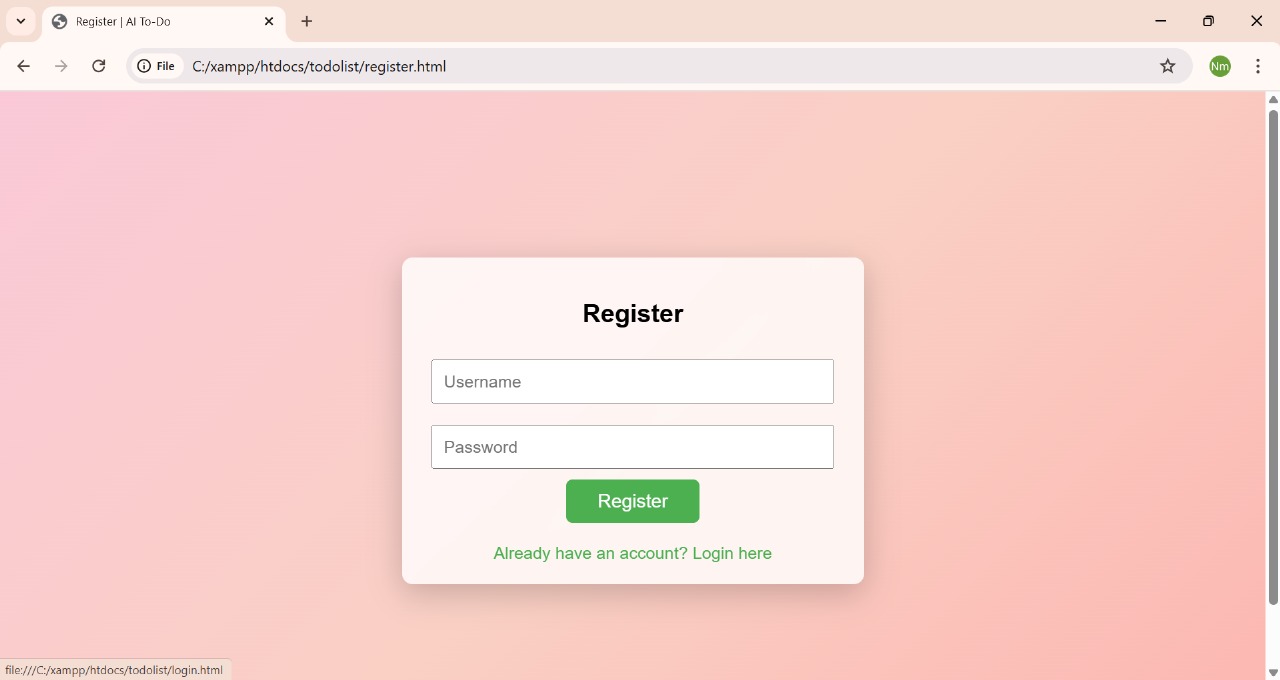 Register | AI To-Do
File
C:/xampp/htdocs/todolist/register.html
Nm
Register
Username
Password
Register
Already have an account? Login here
file:///C:/xampp/htdocs/todolist/login.html